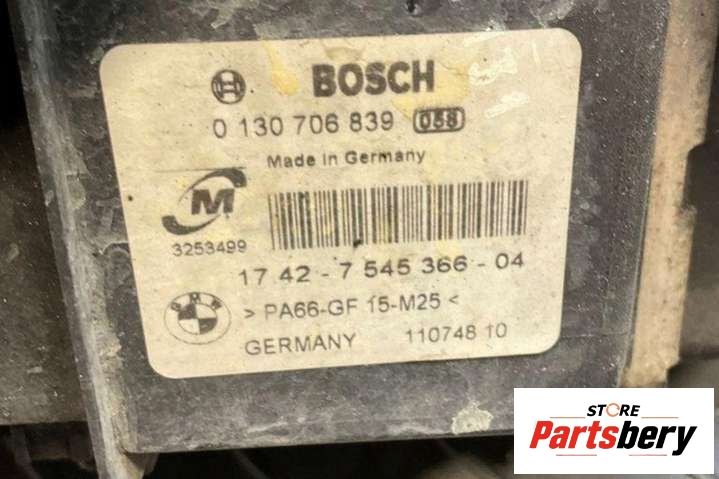 BOSCH
0 130 706 839 058
Made in Germany
M
3253499
17 42 - 7 545 366 - 04
BMW
> PA66-GF 15-M25 <
GERMANY 110748 10
STORE
Partsbery